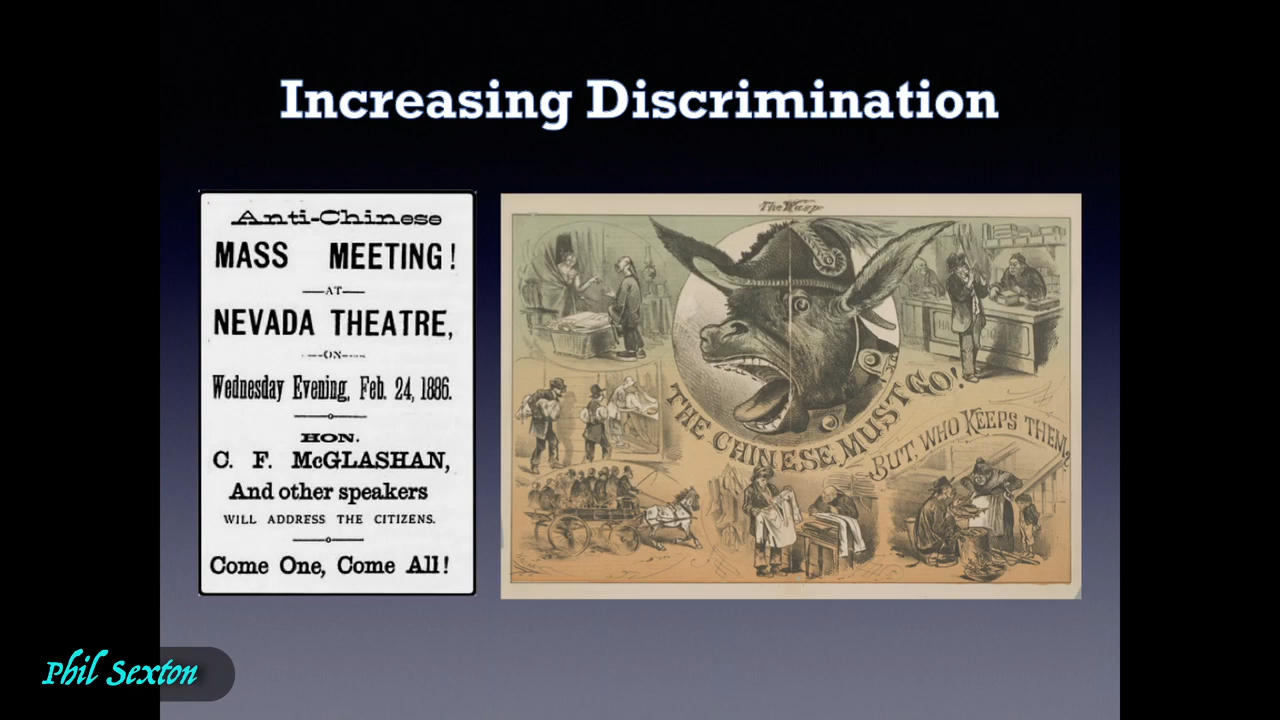 Increasing Discrimination
Anti-Chinese
MASS MEETING!
AT
NEVADA THEATRE,
ON
Wednesday Evening, Feb. 24, 1886.
HON.
C. F. McGLASHAN,
And other speakers
WILL ADDRESS THE CITIZENS.
Come One, Come All!
The Wasp
THE CHINESE MUST GO!
BUT, WHO KEEPS THEM?
Phil Sexton